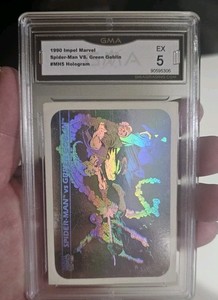 GMA
1990 Impel Marvel
Spider-Man VS. Green Goblin
#MH5 Hologram
EX
5
SPIDER-MAN VS GREEN GOBLIN